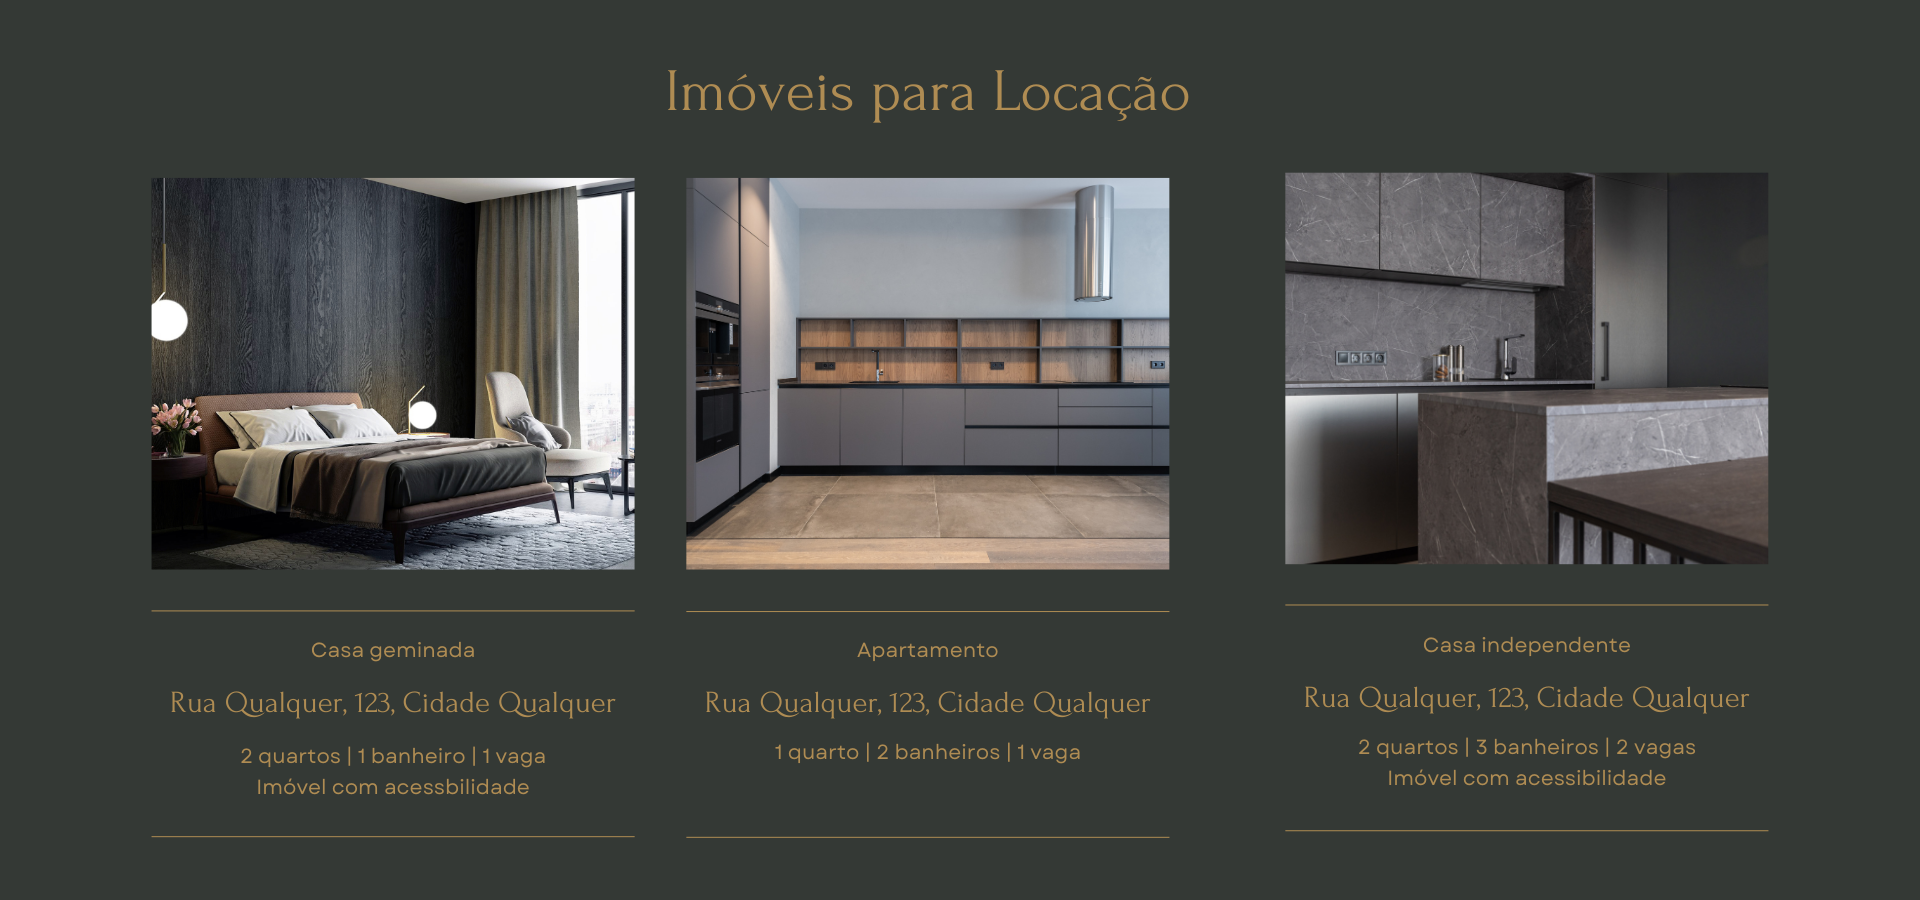 Imóveis para Locação
Casa geminada
Rua Qualquer, 123, Cidade Qualquer
2 quartos | 1 banheiro | 1 vaga
Imóvel com acessbilidade
Apartamento
Rua Qualquer, 123, Cidade Qualquer
1 quarto | 2 banheiros | 1 vaga
Casa independente
Rua Qualquer, 123, Cidade Qualquer
2 quartos | 3 banheiros | 2 vagas
Imóvel com acessibilidade